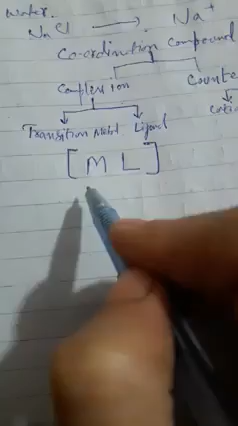 Water.
NaCl → Na+
Co-ordination Compound
Complex ion Counte
Transition Metal Ligand
[ M L ]